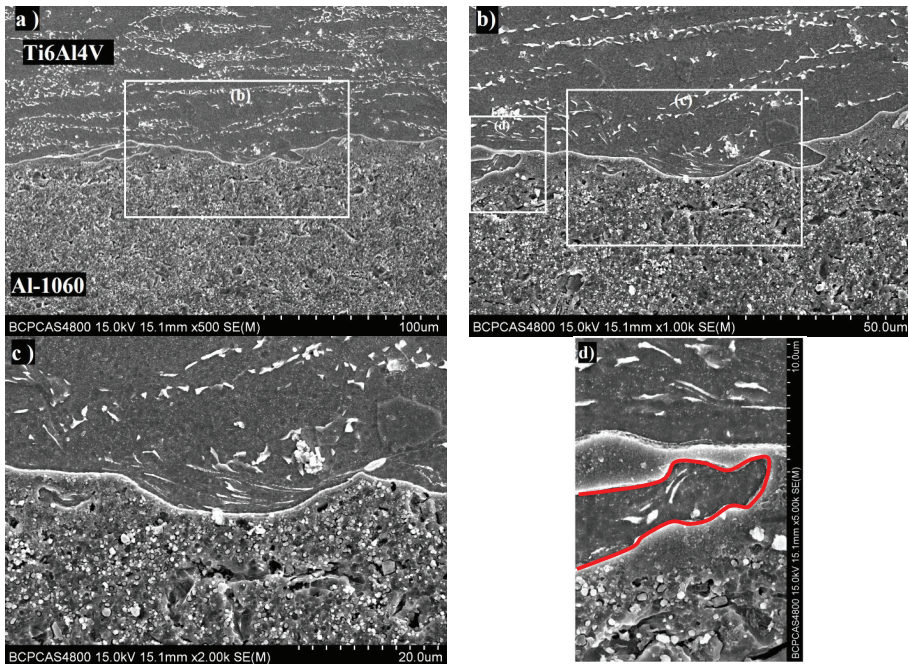 a )
Ti6Al4V
(b)
Al-1060
BCPCAS4800 15.0kV 15.1mm x500 SE(M) 100um
b)
(c)
(d)
BCPCAS4800 15.0kV 15.1mm x1.00k SE(M) 50.0um
c )
BCPCAS4800 15.0kV 15.1mm x2.00k SE(M) 20.0um
d)
BCPCAS4800 15.0kV 15.1mm x5.00k SE(M) 10.0um